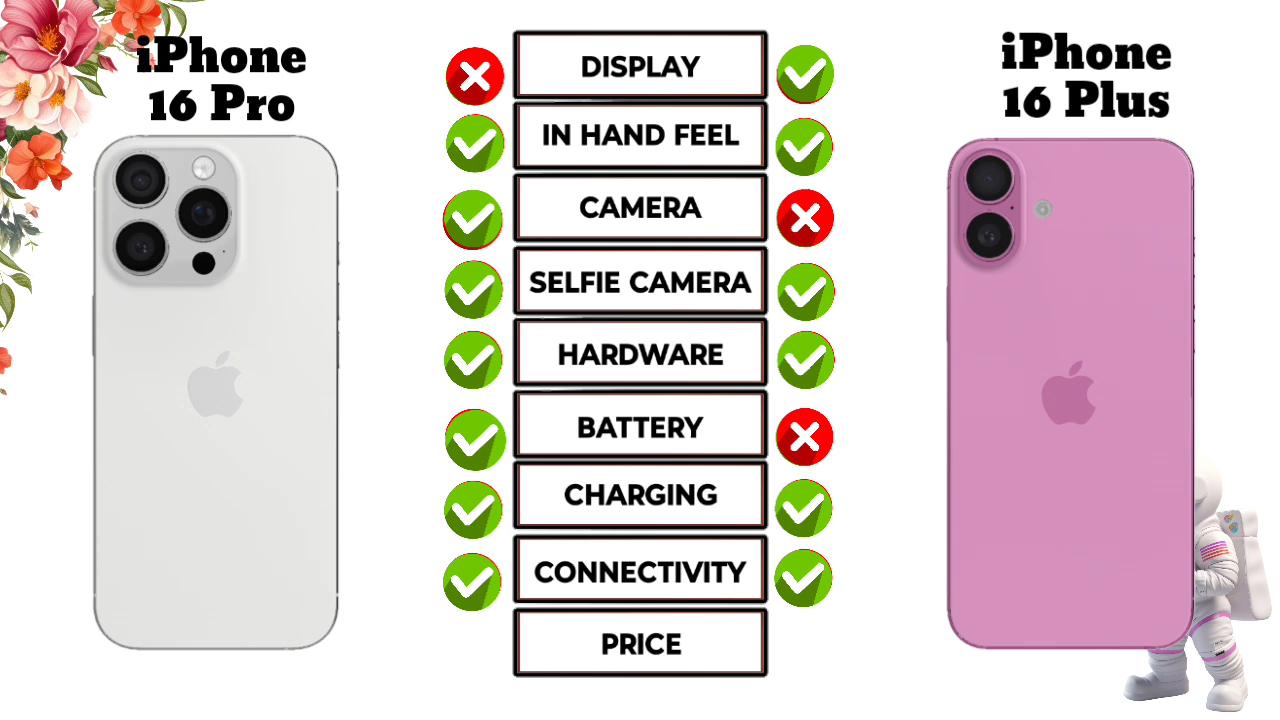 iPhone
16 Pro
DISPLAY
IN HAND FEEL
CAMERA
SELFIE CAMERA
HARDWARE
BATTERY
CHARGING
CONNECTIVITY
PRICE
iPhone
16 Plus